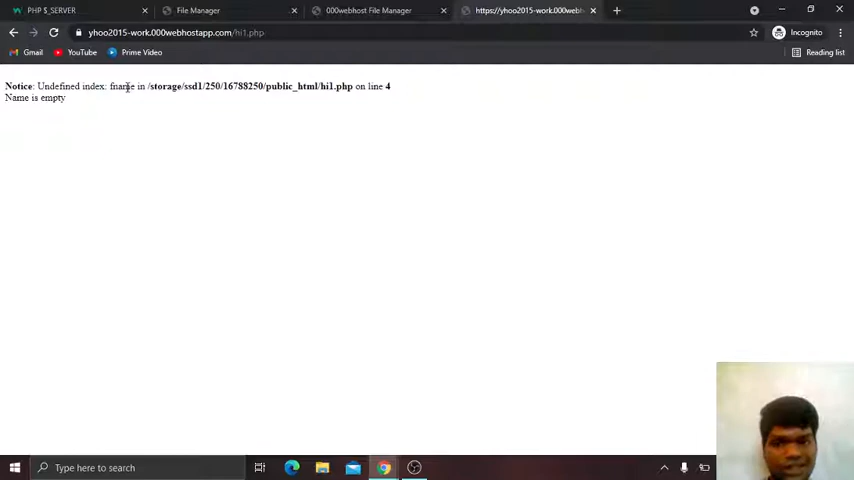 PHP $_SERVER
File Manager
000webhost File Manager
https://yhoo2015-work.000webh
yhoo2015-work.000webhostapp.com/hi1.php
Incognito
Gmail
YouTube
Prime Video
Reading list
Notice: Undefined index: fname in /storage/ssd1/250/16788250/public_html/hi1.php on line 4
Name is empty
Type here to search